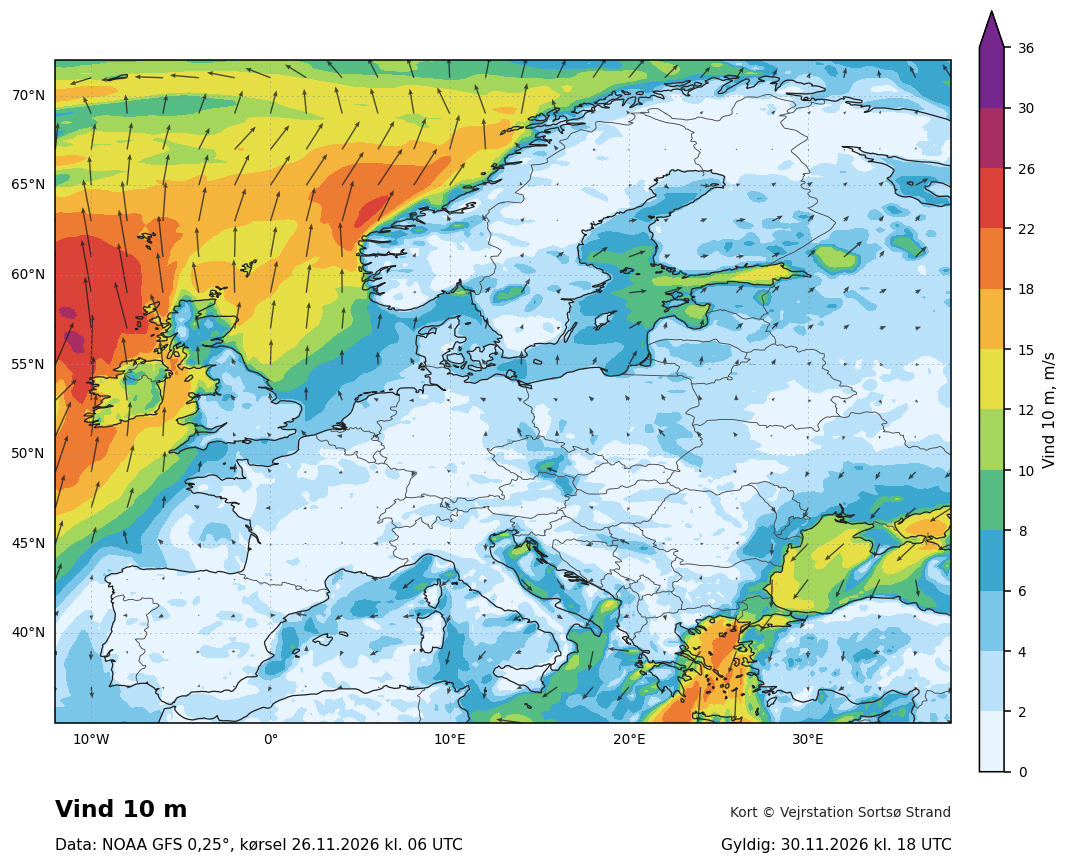 36
30
26
22
18
15
12
10
8
6
4
2
0
Vind 10 m, m/s
70°N
65°N
60°N
55°N
50°N
45°N
40°N
10°W
0°
10°E
20°E
30°E
Vind 10 m
Kort © Vejrstation Sortsø Strand
Data: NOAA GFS 0,25°, kørsel 26.11.2026 kl. 06 UTC
Gyldig: 30.11.2026 kl. 18 UTC